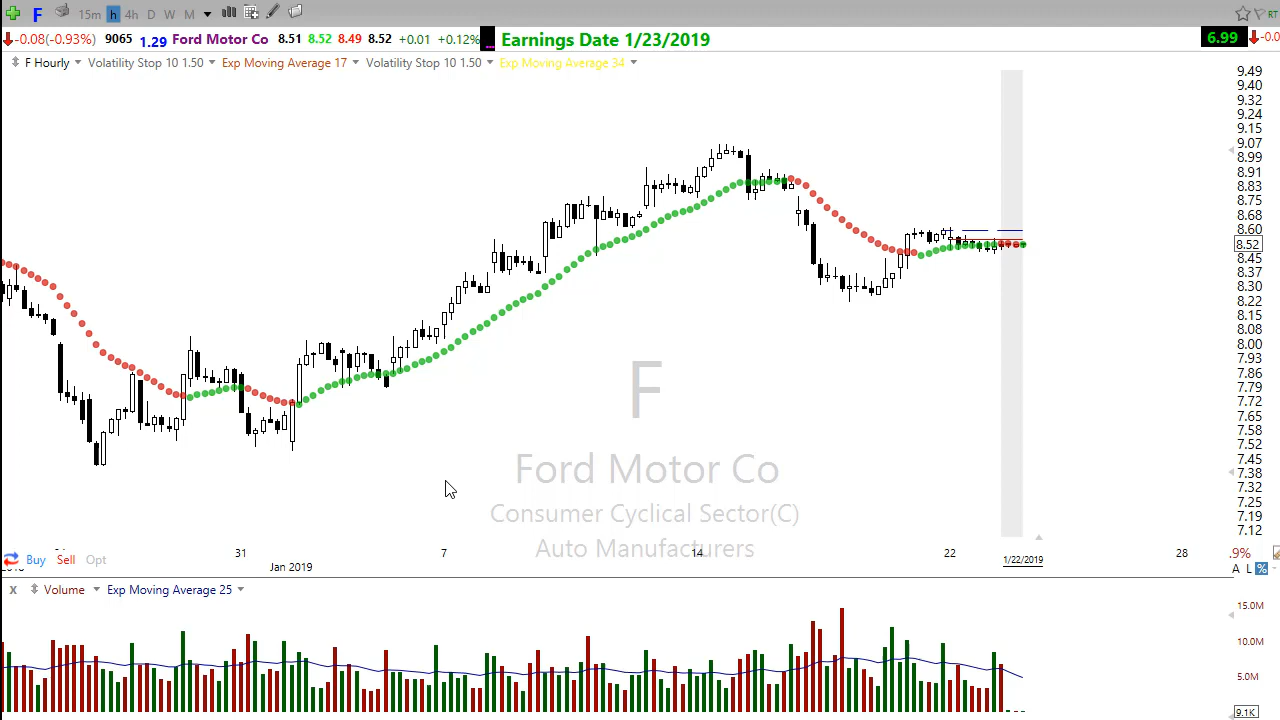 F 15m h 4h D W M RT
-0.08(-0.93%) 9065 1.29 Ford Motor Co 8.51 8.52 8.49 8.52 +0.01 +0.12% ... Earnings Date 1/23/2019 6.99 -0.0
F Hourly Volatility Stop 10 1.50 Exp Moving Average 17 Volatility Stop 10 1.50 Exp Moving Average 34
9.49
9.40
9.32
9.24
9.15
9.07
8.99
8.91
8.83
8.75
8.68
8.60
8.52
8.45
8.37
8.30
8.22
8.15
8.08
8.00
7.93
7.86
7.79
7.72
7.65
7.58
7.52
7.45
7.38
7.32
7.25
7.19
7.12
F
Ford Motor Co
Consumer Cyclical Sector(C)
Auto Manufacturers
31 7 14 22 28 .9%
Buy Sell Opt 1/22/2019
Jan 2019 A L %
x Volume Exp Moving Average 25
15.0M
10.0M
5.0M
9.1K